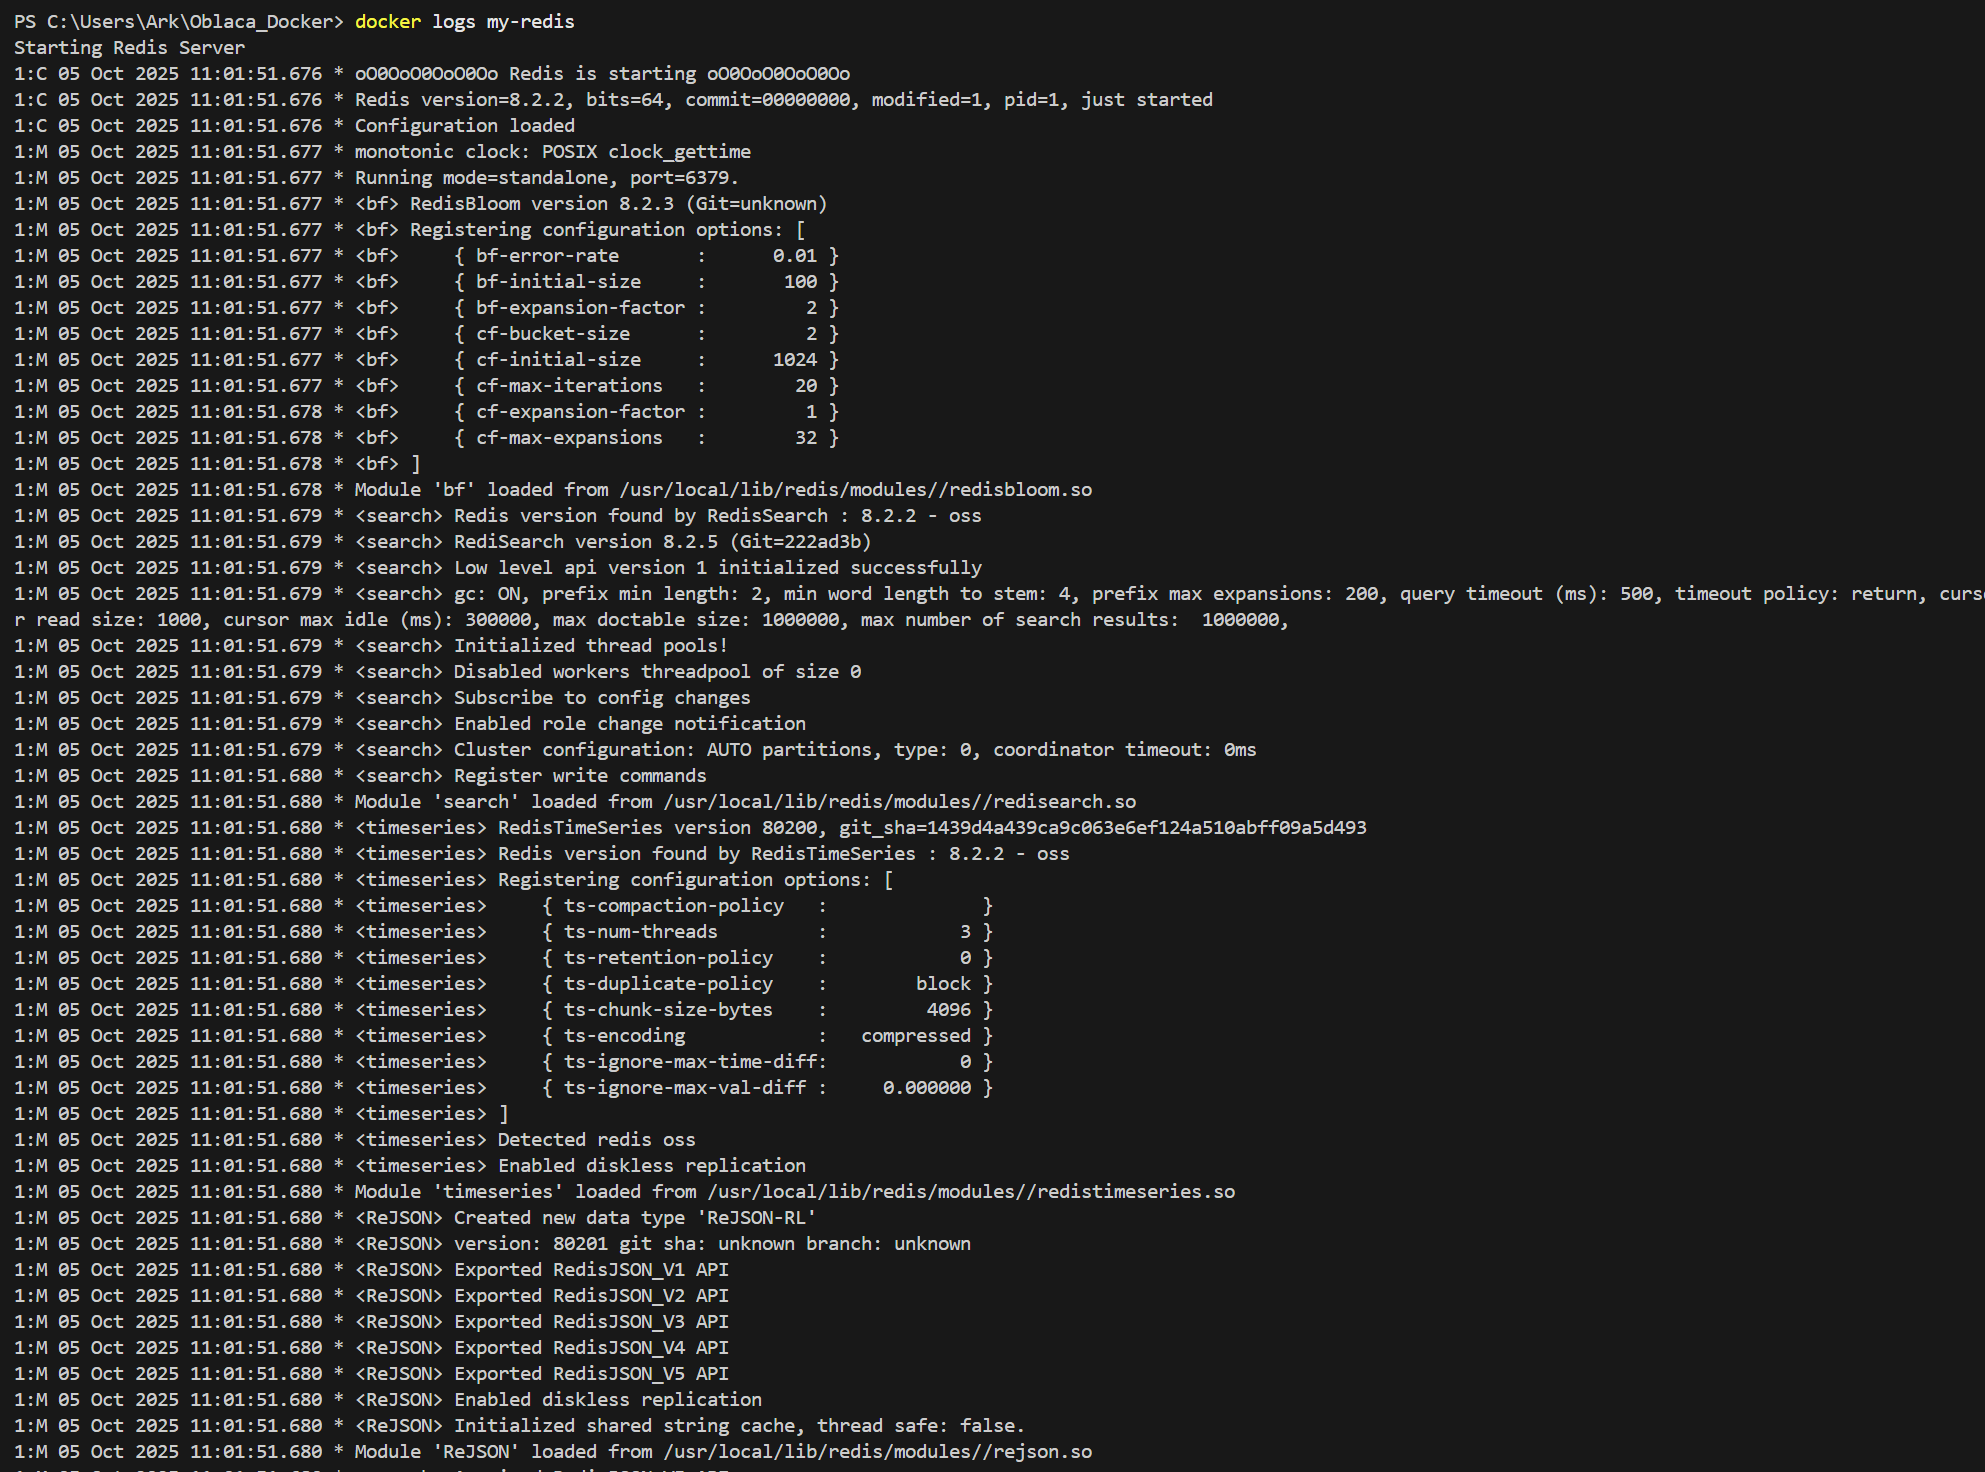 PS C:\Users\Ark\Oblaca_Docker> docker logs my-redis
Starting Redis Server
1:C 05 Oct 2025 11:01:51.676 * oO0OoO0OoO0Oo Redis is starting oO0OoO0OoO0Oo
1:C 05 Oct 2025 11:01:51.676 * Redis version=8.2.2, bits=64, commit=00000000, modified=1, pid=1, just started
1:C 05 Oct 2025 11:01:51.676 * Configuration loaded
1:M 05 Oct 2025 11:01:51.677 * monotonic clock: POSIX clock_gettime
1:M 05 Oct 2025 11:01:51.677 * Running mode=standalone, port=6379.
1:M 05 Oct 2025 11:01:51.677 * <bf> RedisBloom version 8.2.3 (Git=unknown)
1:M 05 Oct 2025 11:01:51.677 * <bf> Registering configuration options: [
1:M 05 Oct 2025 11:01:51.677 * <bf>     { bf-error-rate       :      0.01 }
1:M 05 Oct 2025 11:01:51.677 * <bf>     { bf-initial-size     :       100 }
1:M 05 Oct 2025 11:01:51.677 * <bf>     { bf-expansion-factor :         2 }
1:M 05 Oct 2025 11:01:51.677 * <bf>     { cf-bucket-size      :         2 }
1:M 05 Oct 2025 11:01:51.677 * <bf>     { cf-initial-size     :      1024 }
1:M 05 Oct 2025 11:01:51.677 * <bf>     { cf-max-iterations   :        20 }
1:M 05 Oct 2025 11:01:51.678 * <bf>     { cf-expansion-factor :         1 }
1:M 05 Oct 2025 11:01:51.678 * <bf>     { cf-max-expansions   :        32 }
1:M 05 Oct 2025 11:01:51.678 * <bf> ]
1:M 05 Oct 2025 11:01:51.678 * Module 'bf' loaded from /usr/local/lib/redis/modules//redisbloom.so
1:M 05 Oct 2025 11:01:51.679 * <search> Redis version found by RedisSearch : 8.2.2 - oss
1:M 05 Oct 2025 11:01:51.679 * <search> RediSearch version 8.2.5 (Git=222ad3b)
1:M 05 Oct 2025 11:01:51.679 * <search> Low level api version 1 initialized successfully
1:M 05 Oct 2025 11:01:51.679 * <search> gc: ON, prefix min length: 2, min word length to stem: 4, prefix max expansions: 200, query timeout (ms): 500, timeout policy: return, curso
r read size: 1000, cursor max idle (ms): 300000, max doctable size: 1000000, max number of search results:  1000000,
1:M 05 Oct 2025 11:01:51.679 * <search> Initialized thread pools!
1:M 05 Oct 2025 11:01:51.679 * <search> Disabled workers threadpool of size 0
1:M 05 Oct 2025 11:01:51.679 * <search> Subscribe to config changes
1:M 05 Oct 2025 11:01:51.679 * <search> Enabled role change notification
1:M 05 Oct 2025 11:01:51.679 * <search> Cluster configuration: AUTO partitions, type: 0, coordinator timeout: 0ms
1:M 05 Oct 2025 11:01:51.680 * <search> Register write commands
1:M 05 Oct 2025 11:01:51.680 * Module 'search' loaded from /usr/local/lib/redis/modules//redisearch.so
1:M 05 Oct 2025 11:01:51.680 * <timeseries> RedisTimeSeries version 80200, git_sha=1439d4a439ca9c063e6ef124a510abff09a5d493
1:M 05 Oct 2025 11:01:51.680 * <timeseries> Redis version found by RedisTimeSeries : 8.2.2 - oss
1:M 05 Oct 2025 11:01:51.680 * <timeseries> Registering configuration options: [
1:M 05 Oct 2025 11:01:51.680 * <timeseries>     { ts-compaction-policy   :              }
1:M 05 Oct 2025 11:01:51.680 * <timeseries>     { ts-num-threads         :            3 }
1:M 05 Oct 2025 11:01:51.680 * <timeseries>     { ts-retention-policy    :            0 }
1:M 05 Oct 2025 11:01:51.680 * <timeseries>     { ts-duplicate-policy    :        block }
1:M 05 Oct 2025 11:01:51.680 * <timeseries>     { ts-chunk-size-bytes    :         4096 }
1:M 05 Oct 2025 11:01:51.680 * <timeseries>     { ts-encoding            :   compressed }
1:M 05 Oct 2025 11:01:51.680 * <timeseries>     { ts-ignore-max-time-diff:            0 }
1:M 05 Oct 2025 11:01:51.680 * <timeseries>     { ts-ignore-max-val-diff :     0.000000 }
1:M 05 Oct 2025 11:01:51.680 * <timeseries> ]
1:M 05 Oct 2025 11:01:51.680 * <timeseries> Detected redis oss
1:M 05 Oct 2025 11:01:51.680 * <timeseries> Enabled diskless replication
1:M 05 Oct 2025 11:01:51.680 * Module 'timeseries' loaded from /usr/local/lib/redis/modules//redistimeseries.so
1:M 05 Oct 2025 11:01:51.680 * <ReJSON> Created new data type 'ReJSON-RL'
1:M 05 Oct 2025 11:01:51.680 * <ReJSON> version: 80201 git sha: unknown branch: unknown
1:M 05 Oct 2025 11:01:51.680 * <ReJSON> Exported RedisJSON_V1 API
1:M 05 Oct 2025 11:01:51.680 * <ReJSON> Exported RedisJSON_V2 API
1:M 05 Oct 2025 11:01:51.680 * <ReJSON> Exported RedisJSON_V3 API
1:M 05 Oct 2025 11:01:51.680 * <ReJSON> Exported RedisJSON_V4 API
1:M 05 Oct 2025 11:01:51.680 * <ReJSON> Exported RedisJSON_V5 API
1:M 05 Oct 2025 11:01:51.680 * <ReJSON> Enabled diskless replication
1:M 05 Oct 2025 11:01:51.680 * <ReJSON> Initialized shared string cache, thread safe: false.
1:M 05 Oct 2025 11:01:51.680 * Module 'ReJSON' loaded from /usr/local/lib/redis/modules//rejson.so